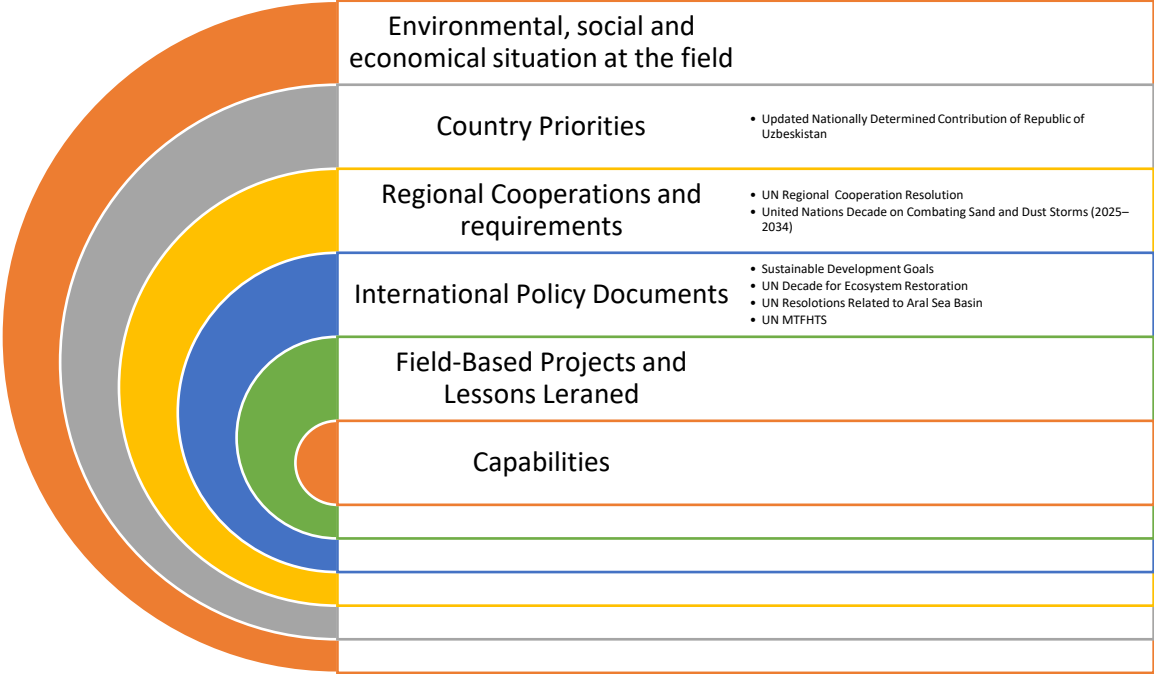 Environmental, social and
economical situation at the field
Country Priorities
• Updated Nationally Determined Contribution of Republic of
Uzbeskistan
Regional Cooperations and
requirements
• UN Regional Cooperation Resolution
• United Nations Decade on Combating Sand and Dust Storms (2025–
2034)
International Policy Documents
• Sustainable Development Goals
• UN Decade for Ecosystem Restoration
• UN Resolotions Related to Aral Sea Basin
• UN MTFHTS
Field-Based Projects and
Lessons Leraned
Capabilities